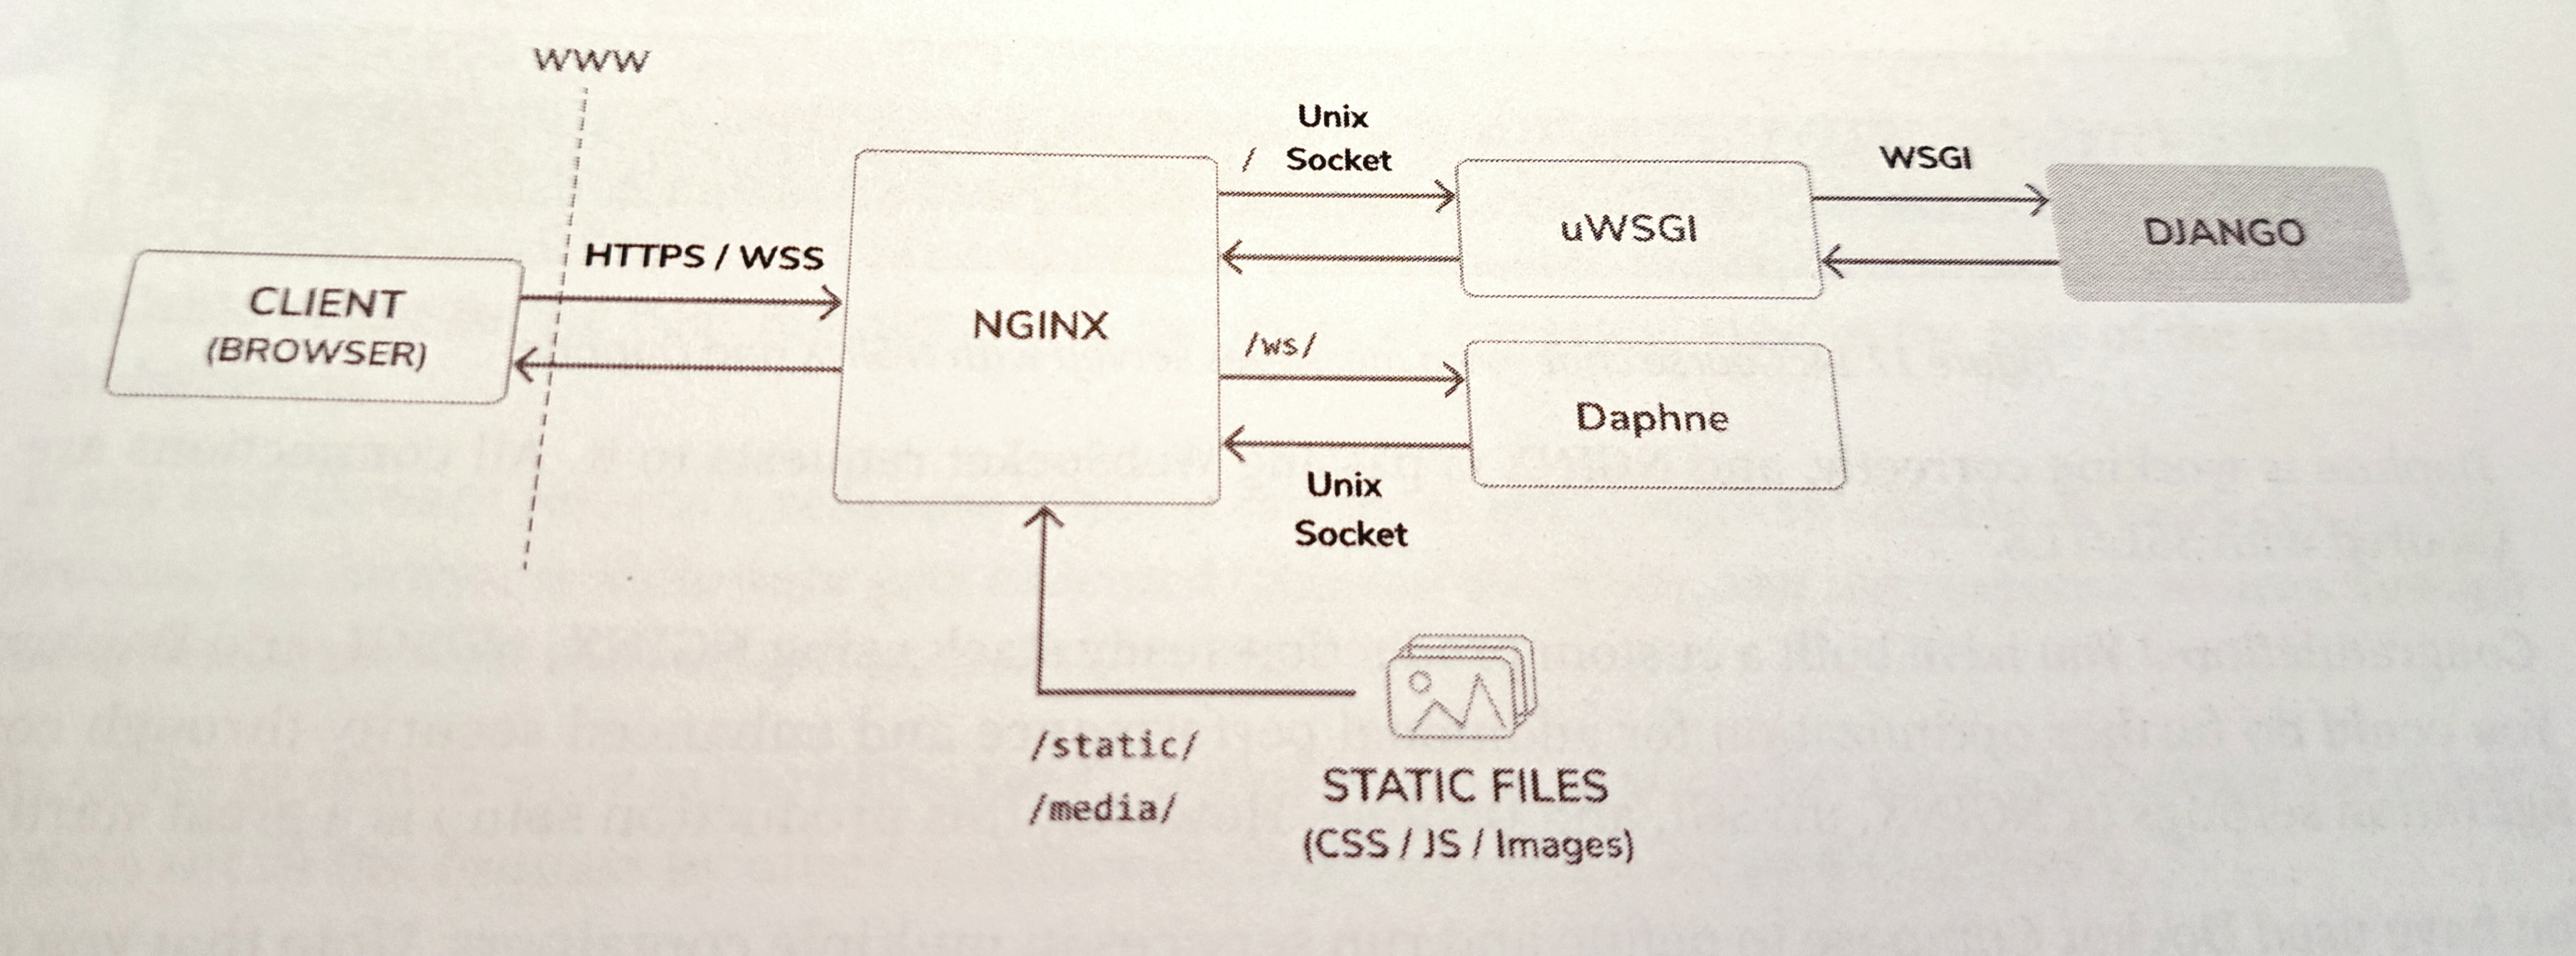 WWW
CLIENT
(BROWSER)
HTTPS / WSS
NGINX
Unix
/ Socket
uWSGI
WSGI
DJANGO
/ws/
Daphne
Unix
Socket
/static/
/media/
STATIC FILES
(CSS / JS / Images)